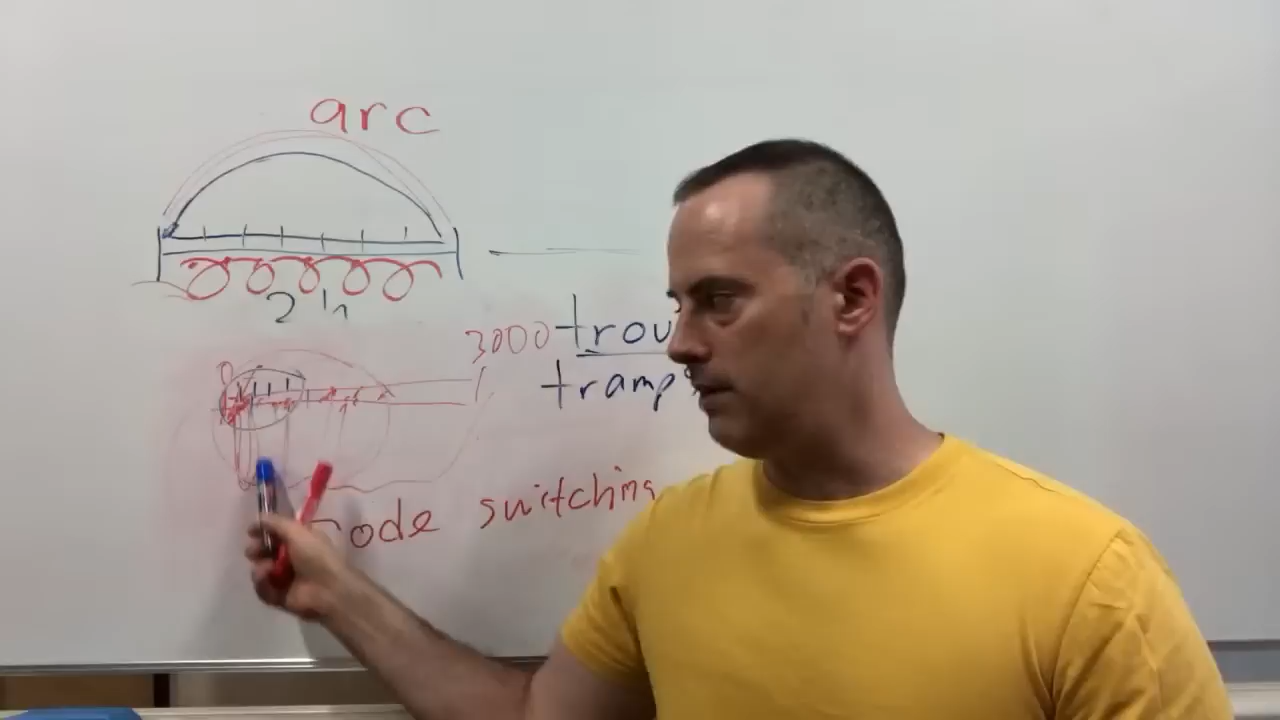 arc
2 h
3000 trou
tramp
ode switching